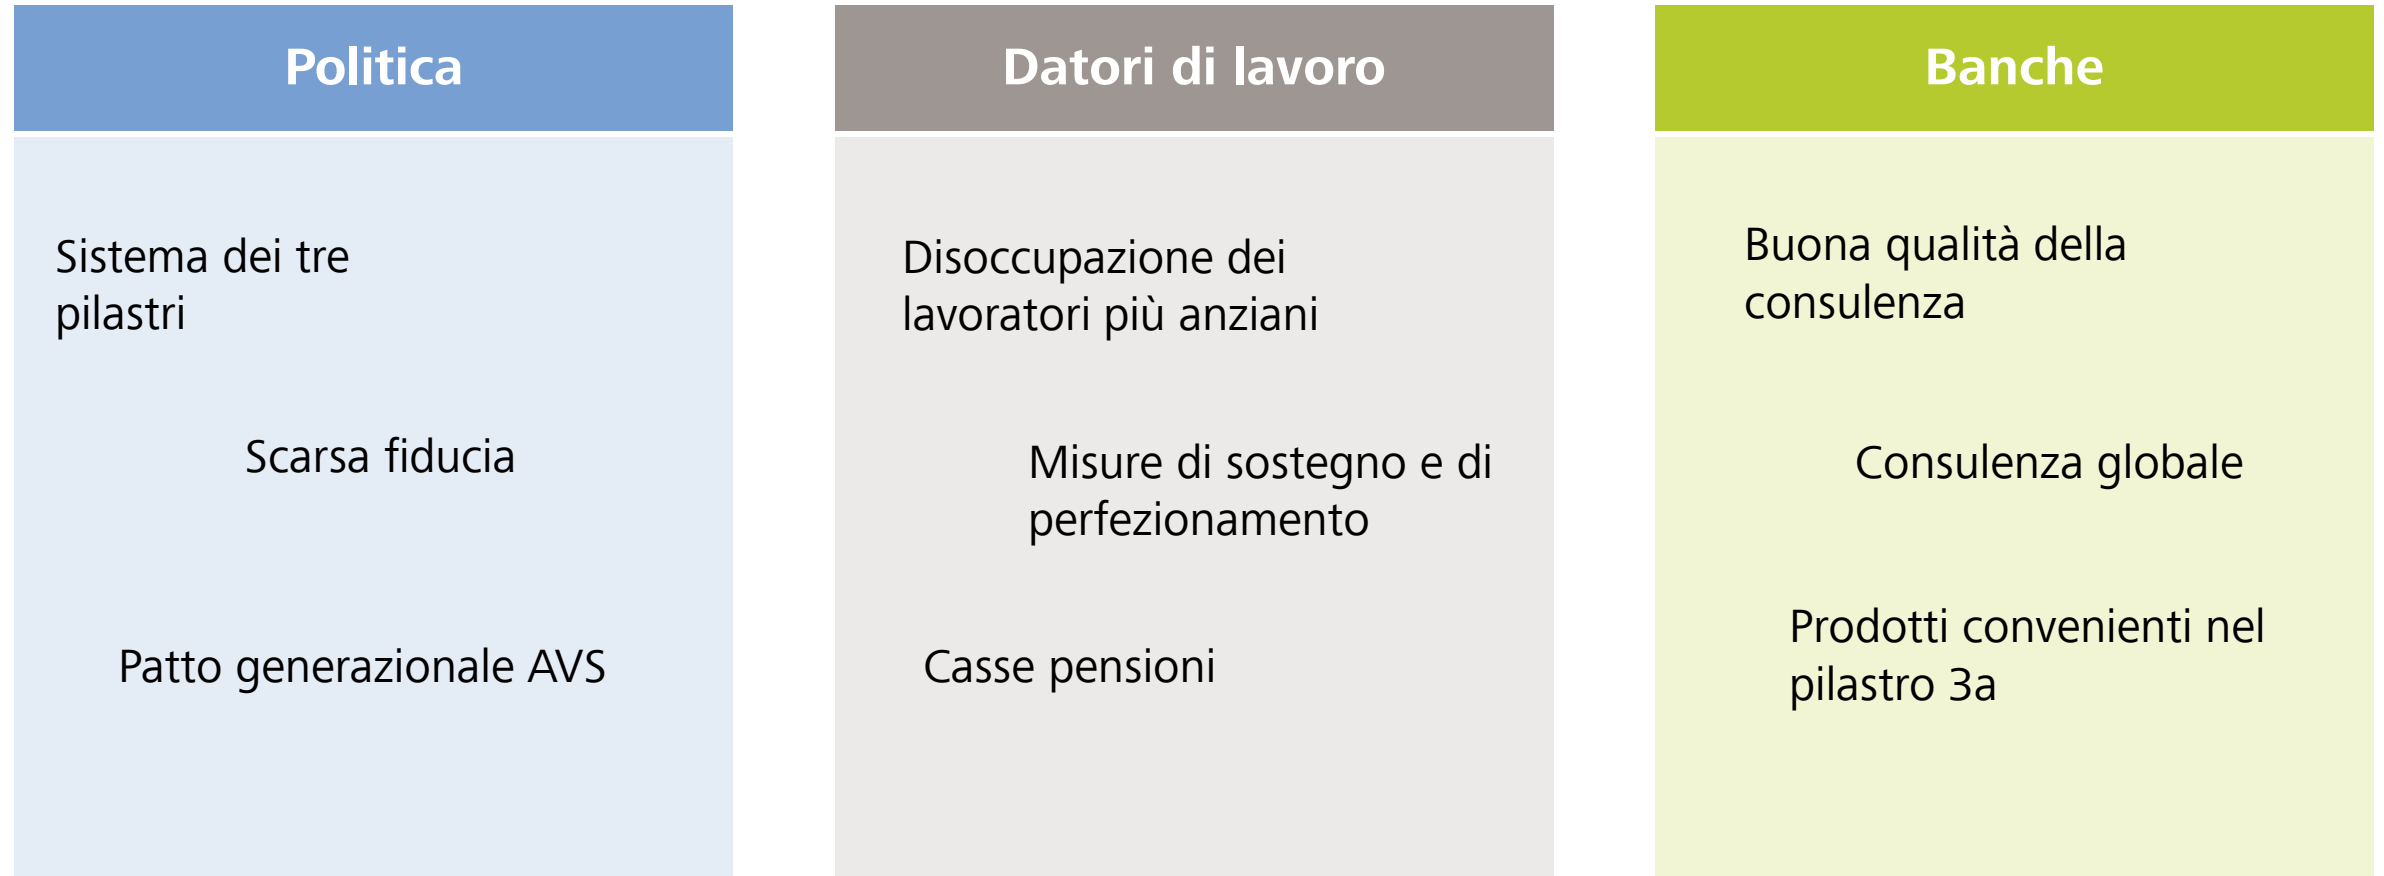 Politica
Sistema dei tre
pilastri
Scarsa fiducia
Patto generazionale AVS
Datori di lavoro
Disoccupazione dei
lavoratori più anziani
Misure di sostegno e di
perfezionamento
Casse pensioni
Banche
Buona qualità della
consulenza
Consulenza globale
Prodotti convenienti nel
pilastro 3a